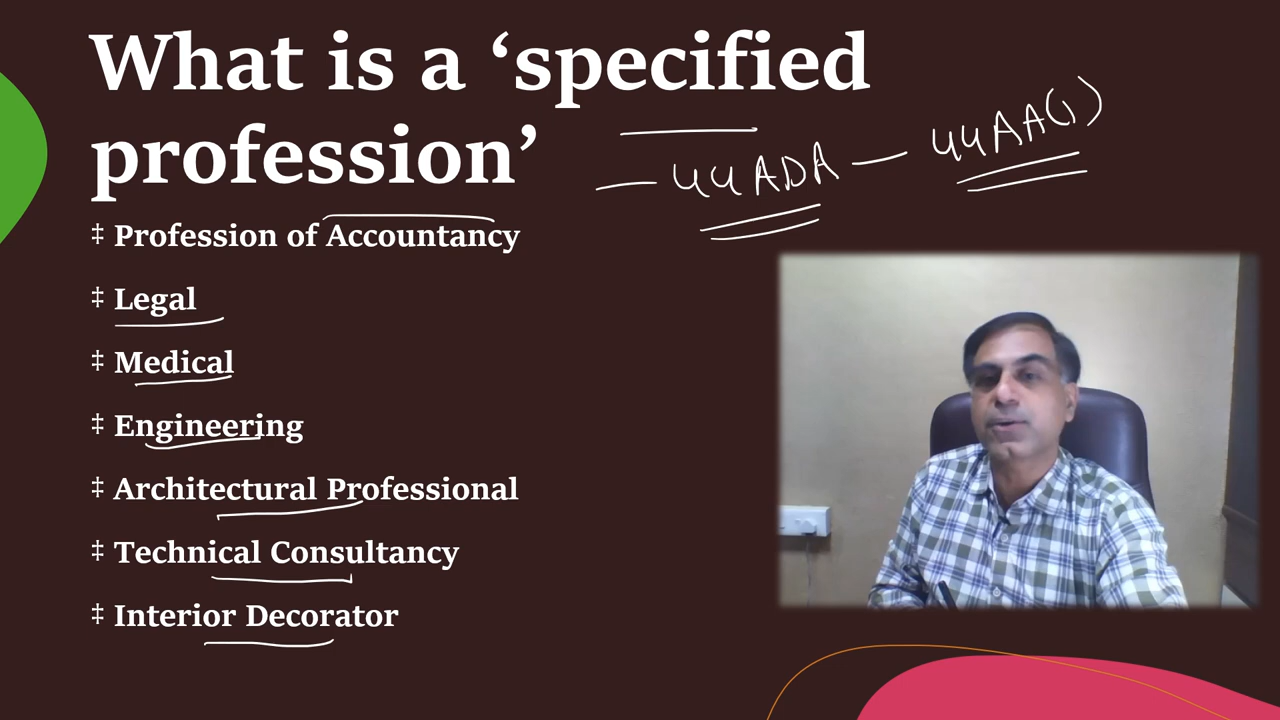 What is a ‘specified
profession’
— 44ADA — 44AA(1)
‡ Profession of Accountancy
‡ Legal
‡ Medical
‡ Engineering
‡ Architectural Professional
‡ Technical Consultancy
‡ Interior Decorator